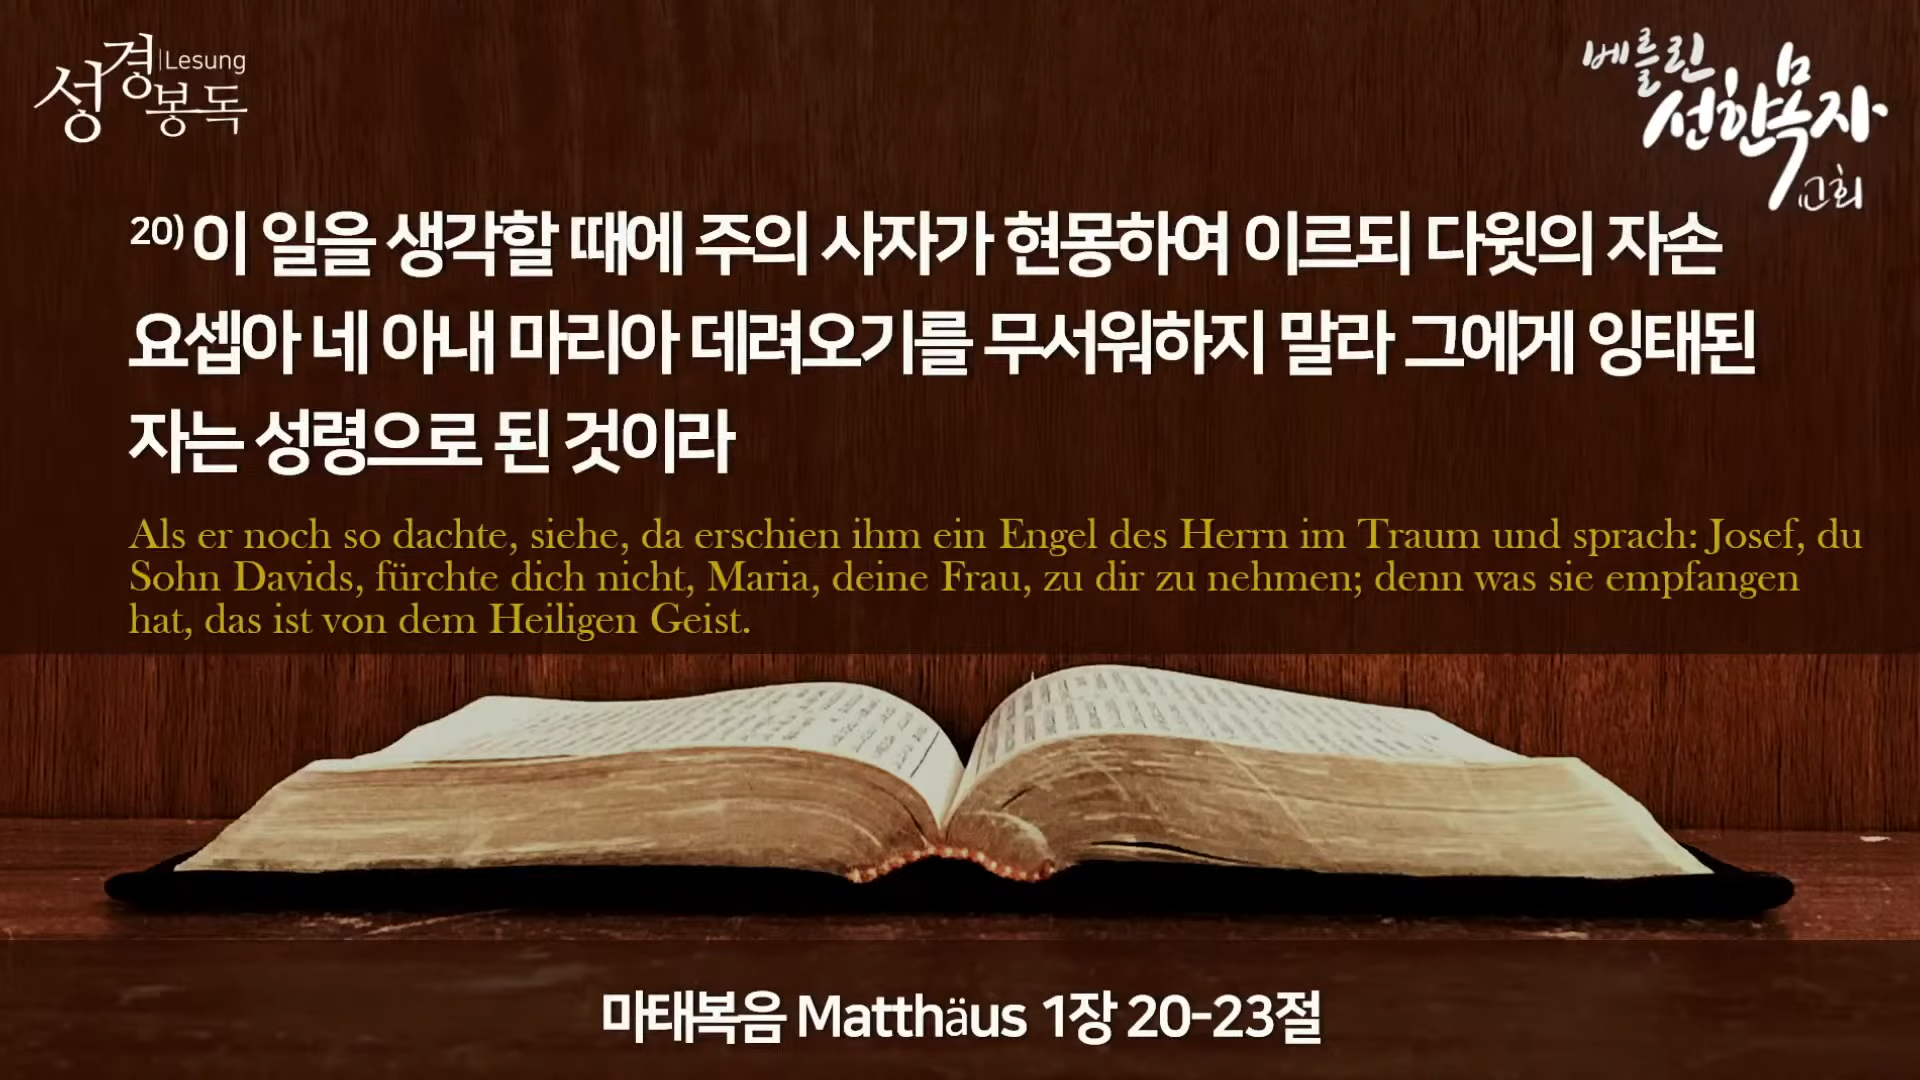 성경봉독 | Lesung
베를린
선한목자
교회
20) 이 일을 생각할 때에 주의 사자가 현몽하여 이르되 다윗의 자손
요셉아 네 아내 마리아 데려오기를 무서워하지 말라 그에게 잉태된
자는 성령으로 된 것이라
Als er noch so dachte, siehe, da erschien ihm ein Engel des Herrn im Traum und sprach: Josef, du
Sohn Davids, fürchte dich nicht, Maria, deine Frau, zu dir zu nehmen; denn was sie empfangen
hat, das ist von dem Heiligen Geist.
마태복음 Matthäus 1장 20-23절